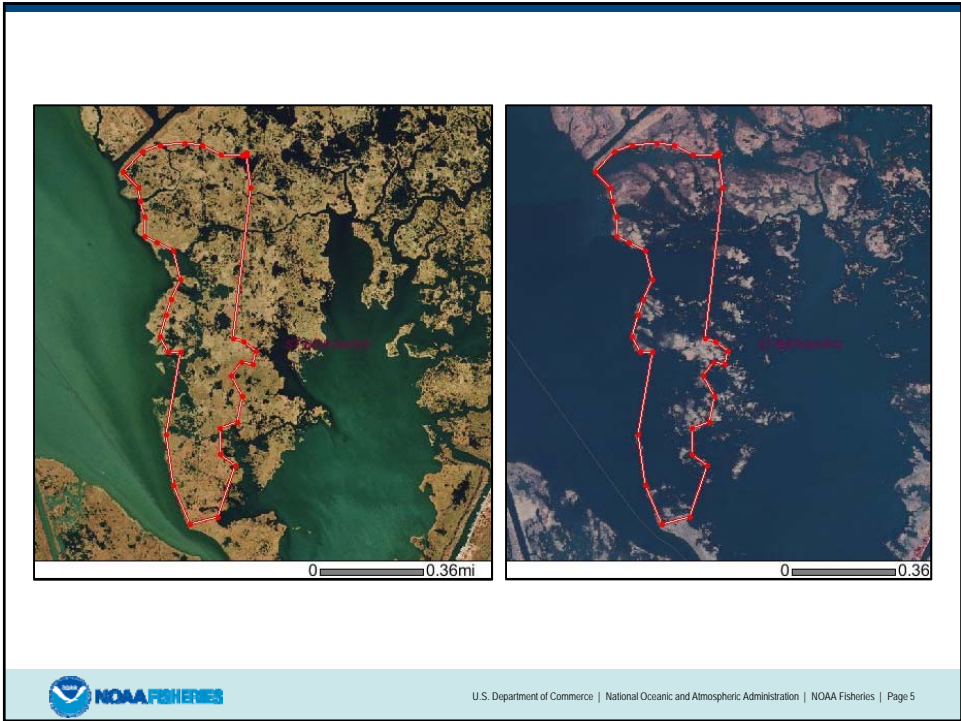 0 0.36mi
0 0.36
NOAA
NOAA FISHERIES
U.S. Department of Commerce | National Oceanic and Atmospheric Administration | NOAA Fisheries | Page 5